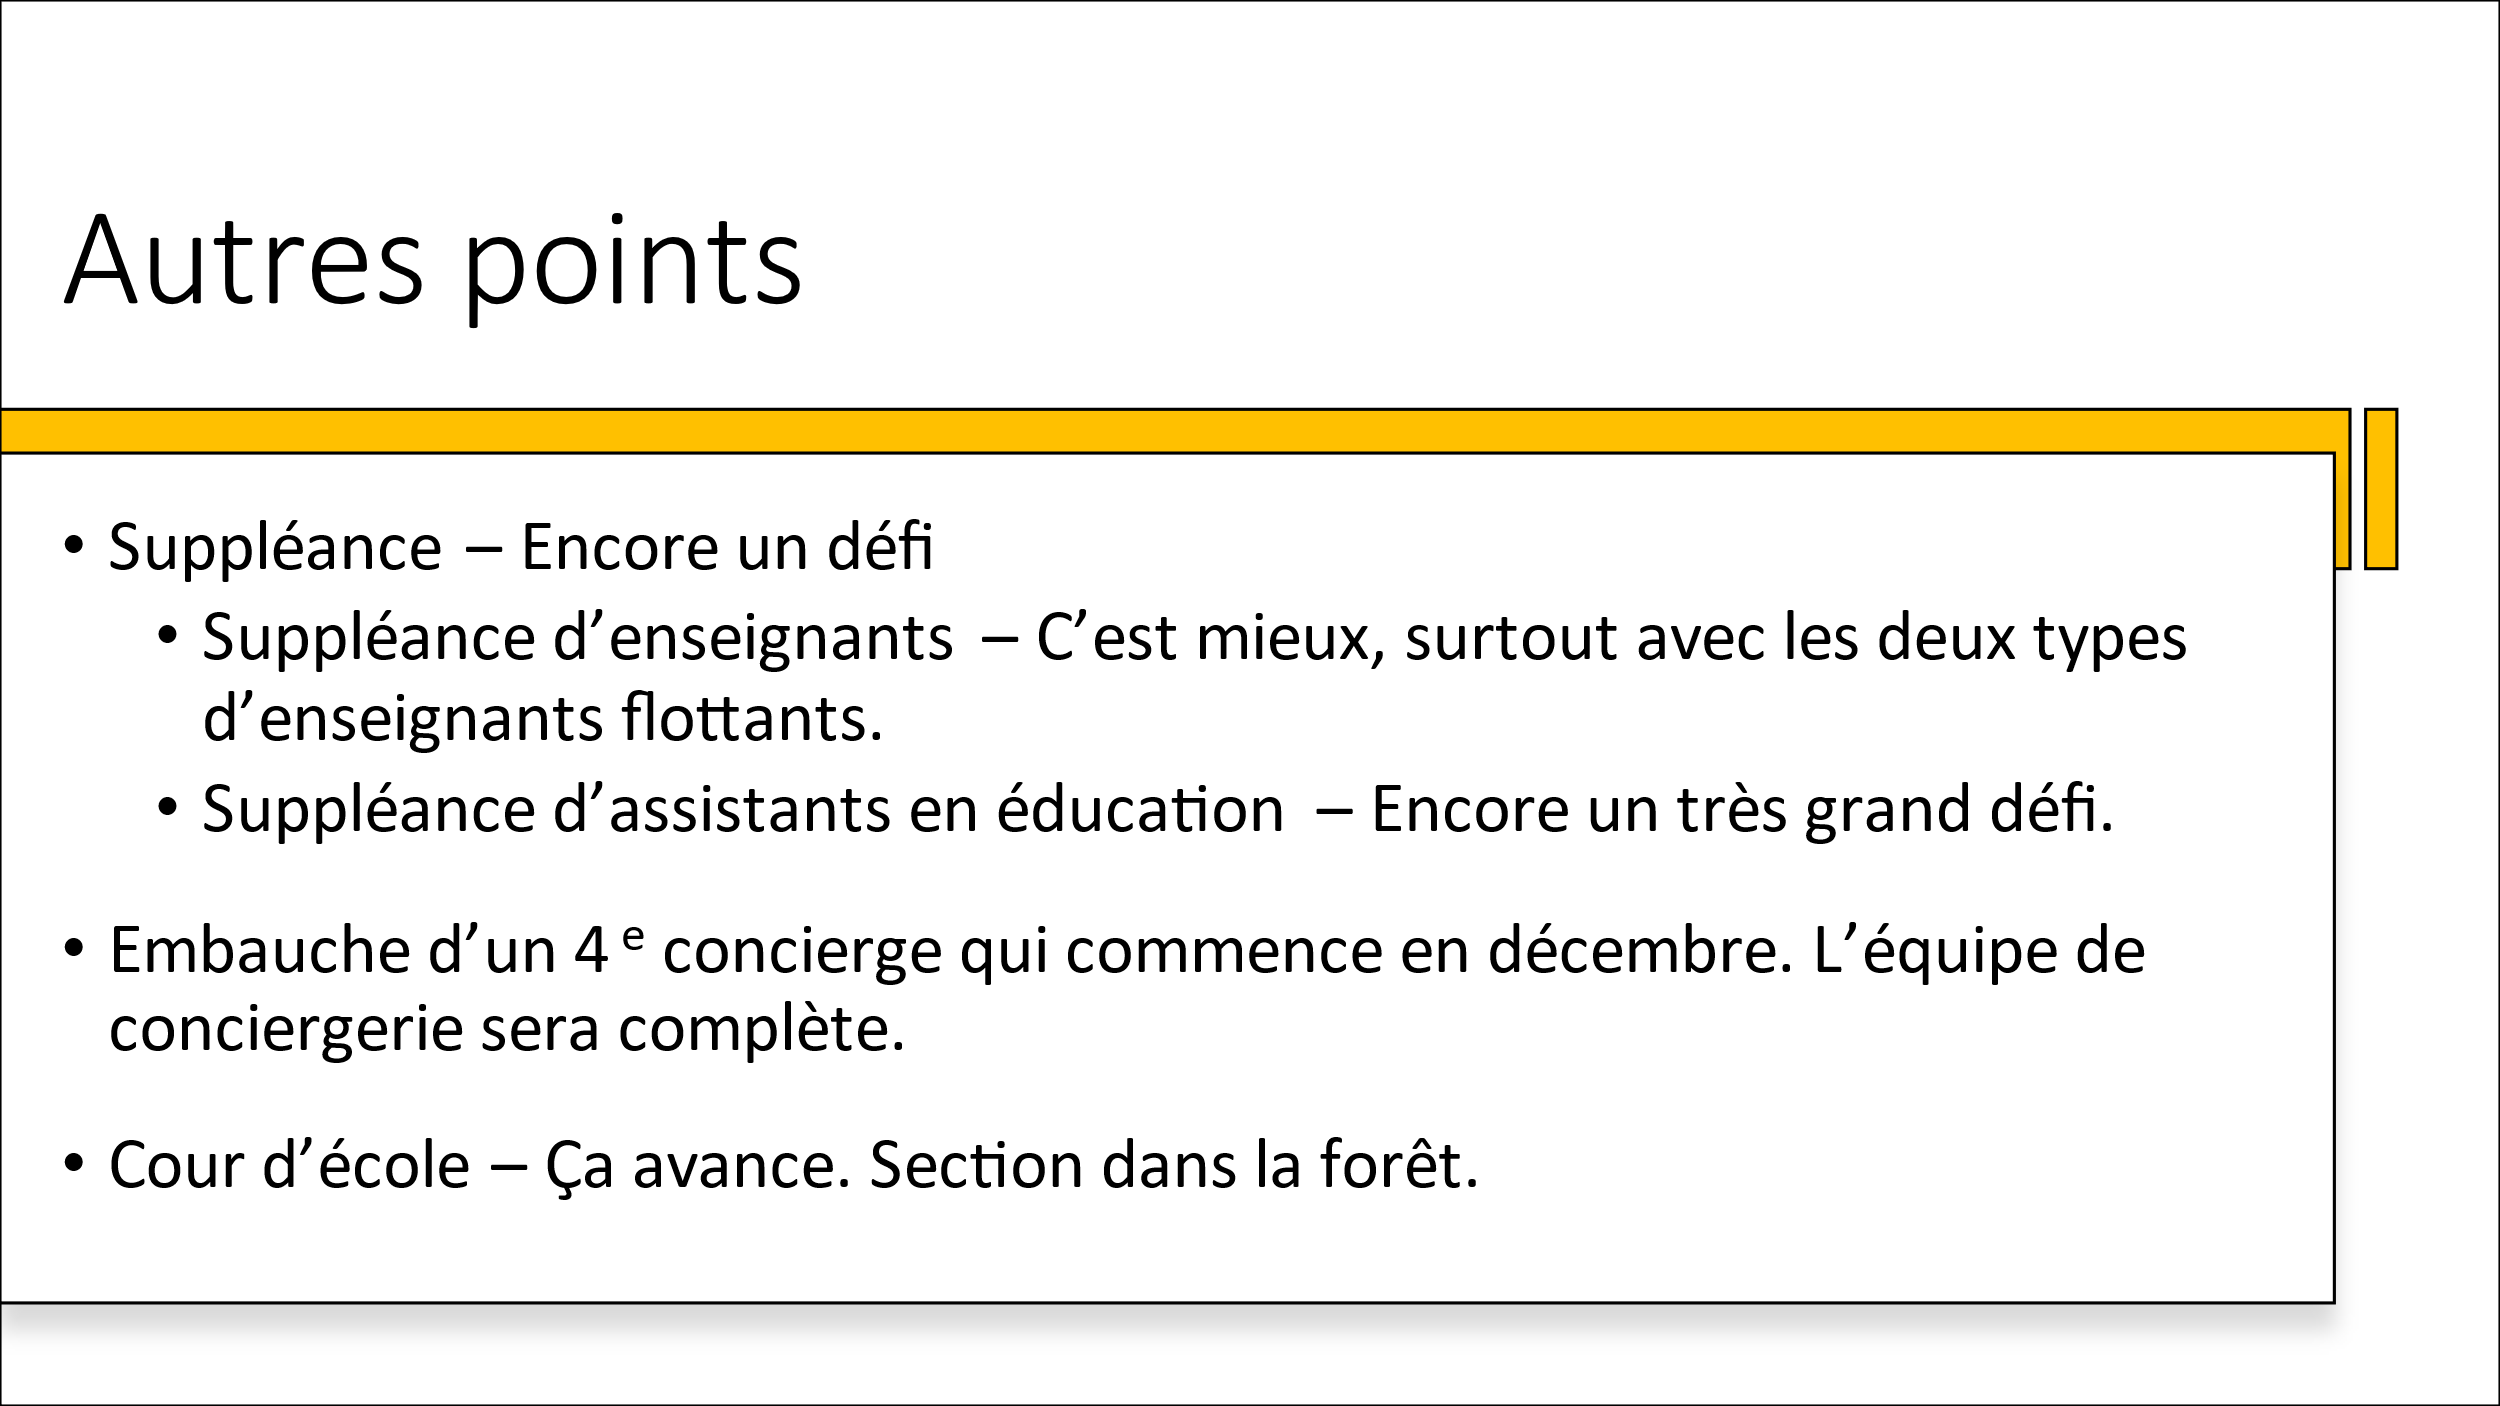 Autres points
• Suppléance – Encore un défi
• Suppléance d’enseignants – C’est mieux, surtout avec les deux types
d’enseignants flottants.
• Suppléance d’assistants en éducation – Encore un très grand défi.
• Embauche d’un 4e concierge qui commence en décembre. L’équipe de
conciergerie sera complète.
• Cour d’école – Ça avance. Section dans la forêt.